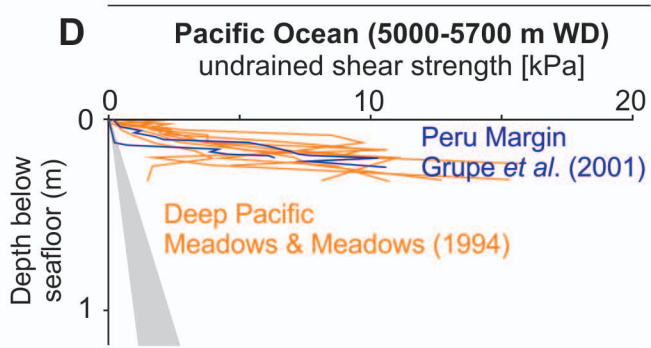 D
Pacific Ocean (5000-5700 m WD)
undrained shear strength [kPa]
0 10 20
0
Peru Margin
Grupe et al. (2001)
Deep Pacific
Meadows & Meadows (1994)
Depth below
seafloor (m)
1